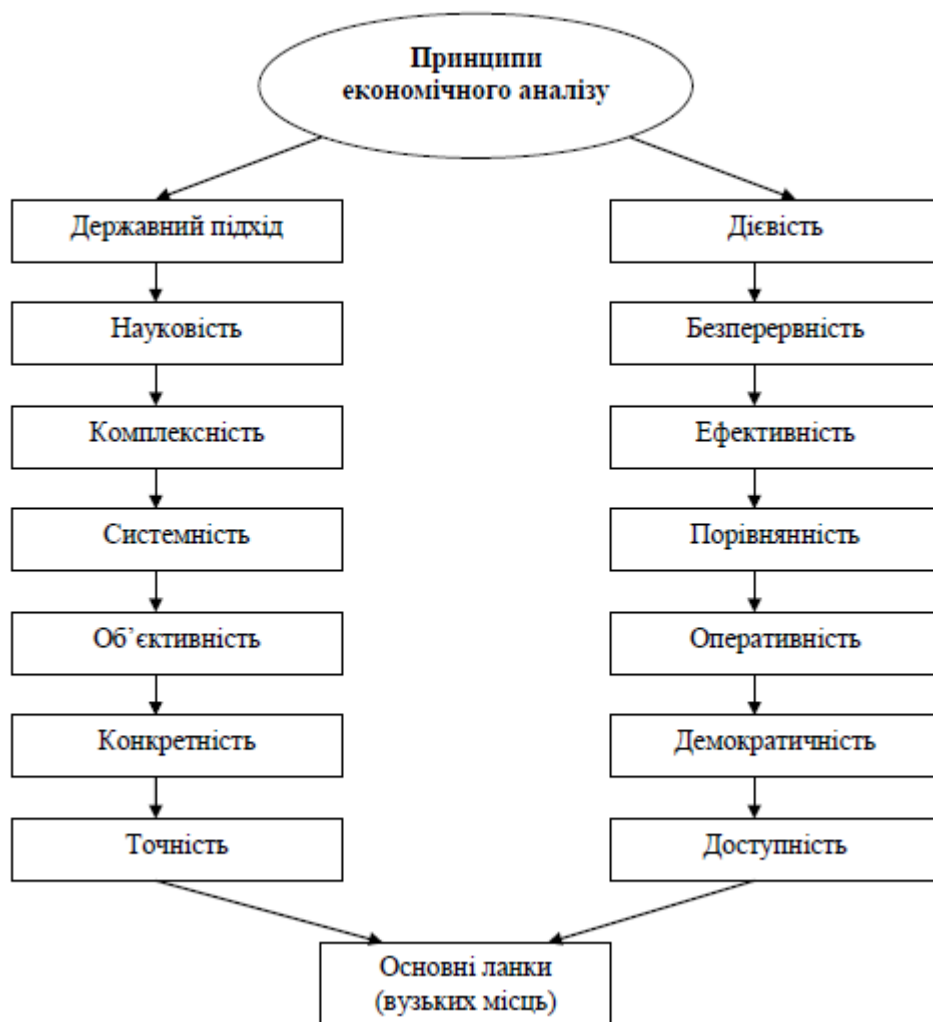 Принципи
економічного аналізу
Державний підхід
Науковість
Комплексність
Системність
Об’єктивність
Конкретність
Точність
Дієвість
Безперервність
Ефективність
Порівнянність
Оперативність
Демократичність
Доступність
Основні ланки
(вузьких місць)